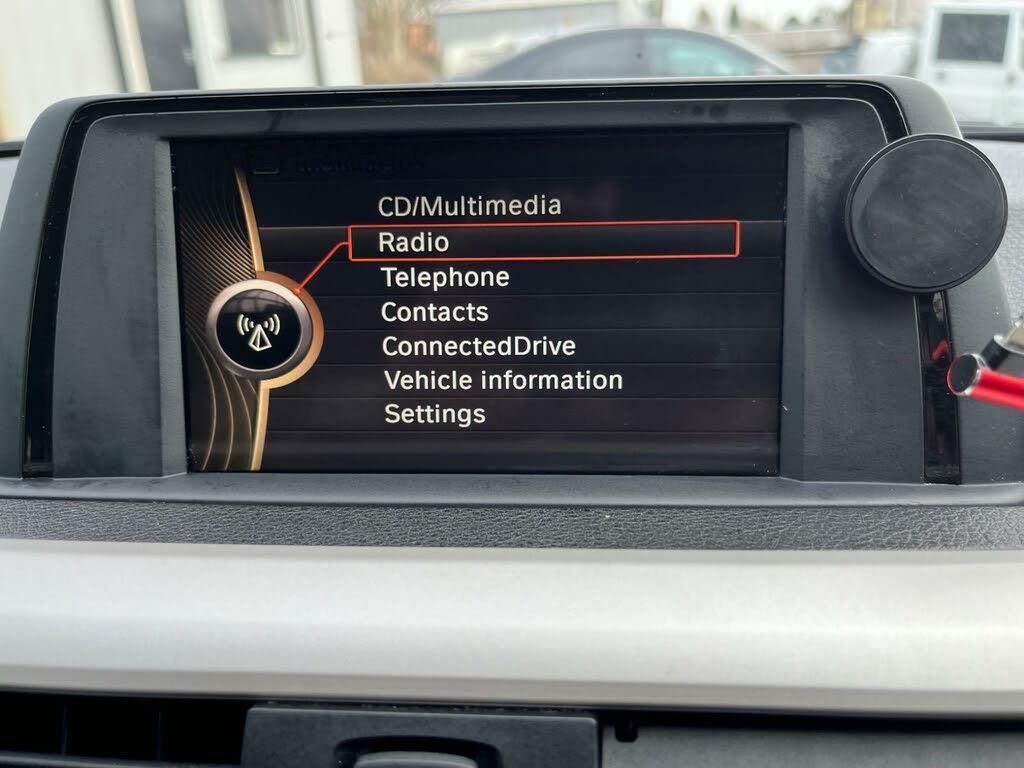 CD/Multimedia
Radio
Telephone
Contacts
ConnectedDrive
Vehicle information
Settings